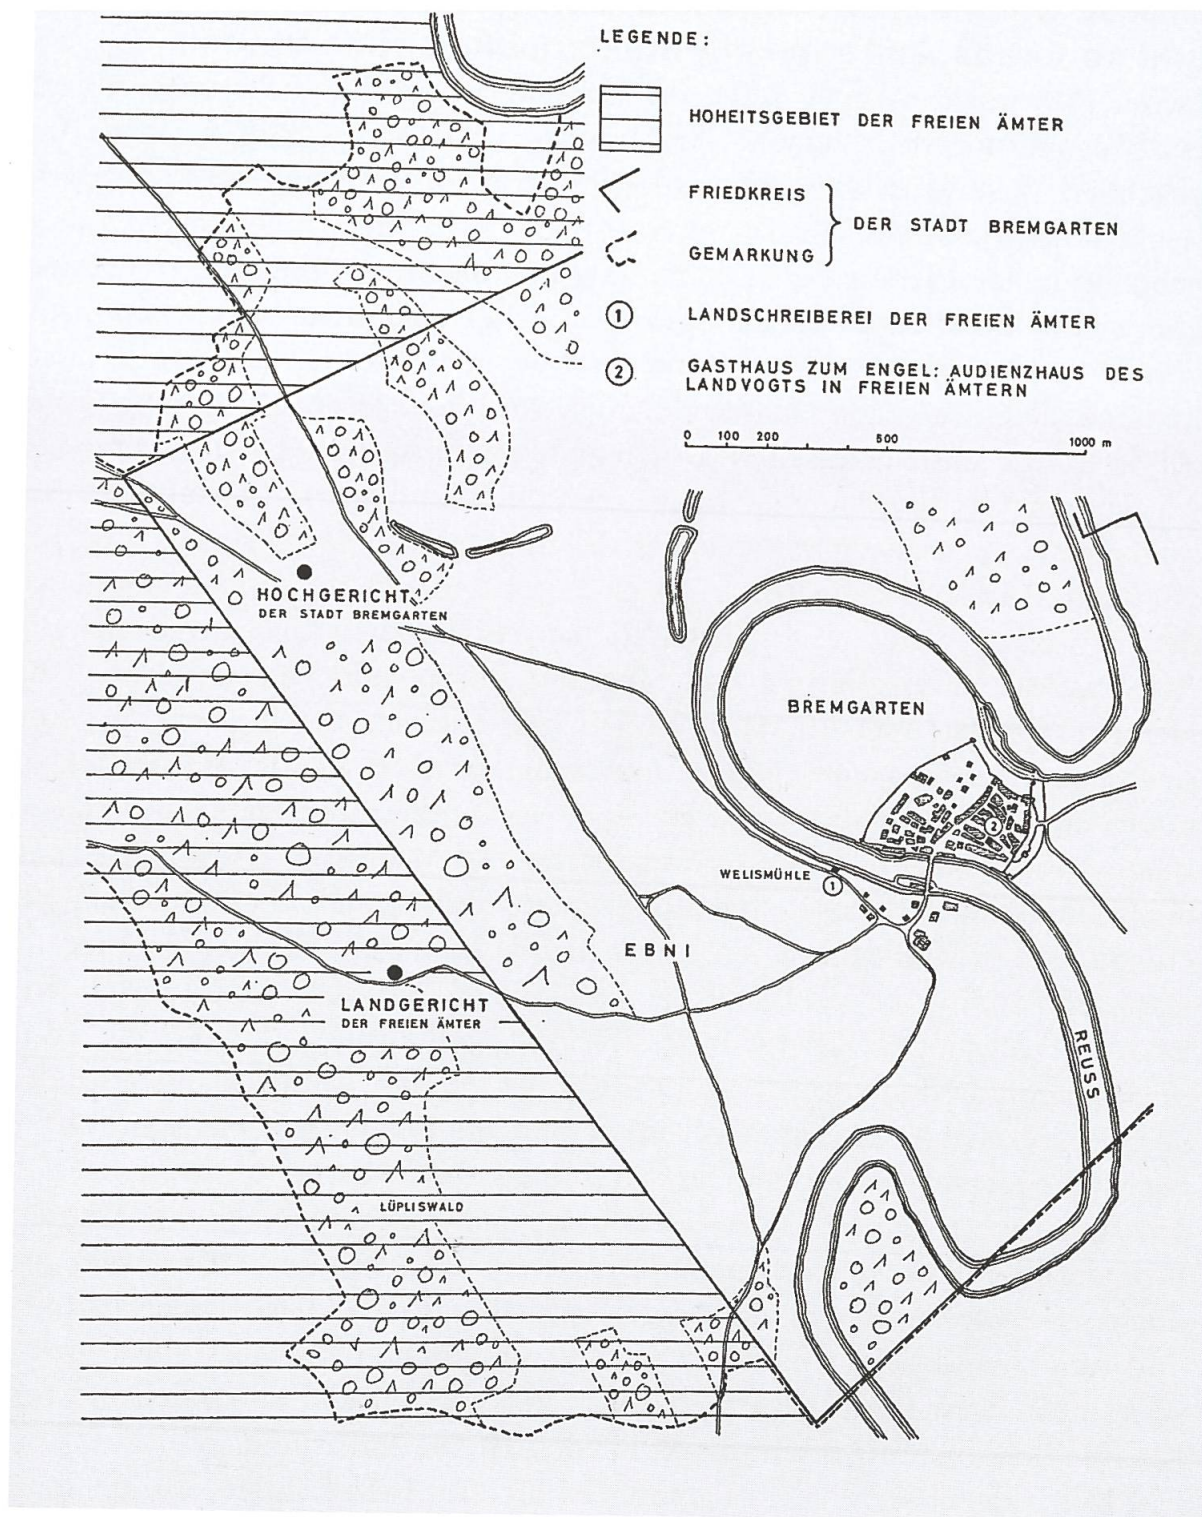 LEGENDE:
HOHEITSGEBIET DER FREIEN ÄMTER
FRIEDKREIS
DER STADT BREMGARTEN
GEMARKUNG
1 LANDSCHREIBEREI DER FREIEN ÄMTER
2 GASTHAUS ZUM ENGEL: AUDIENZHAUS DES
LANDVOGTS IN FREIEN ÄMTERN
0 100 200 500 1000 m
HOCHGERICHT
DER STADT BREMGARTEN
BREMGARTEN
2
WELISMÜHLE
1
EBNI
LANDGERICHT
DER FREIEN ÄMTER
REUSS
LÜPLISWALD